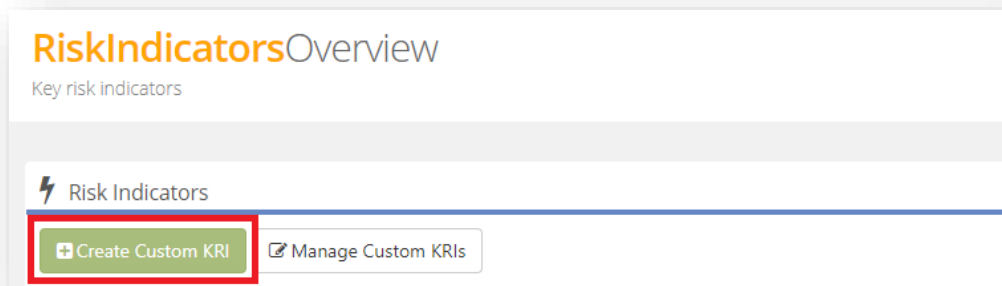 RiskIndicatorsOverview
Key risk indicators
Risk Indicators
Create Custom KRI Manage Custom KRIs